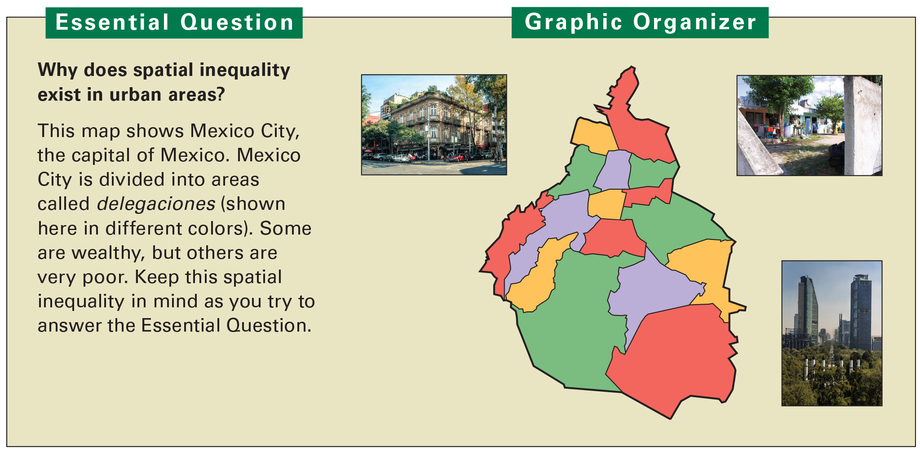 Essential Question
Why does spatial inequality
exist in urban areas?
This map shows Mexico City,
the capital of Mexico. Mexico
City is divided into areas
called delegaciones (shown
here in different colors). Some
are wealthy, but others are
very poor. Keep this spatial
inequality in mind as you try to
answer the Essential Question.
Graphic Organizer